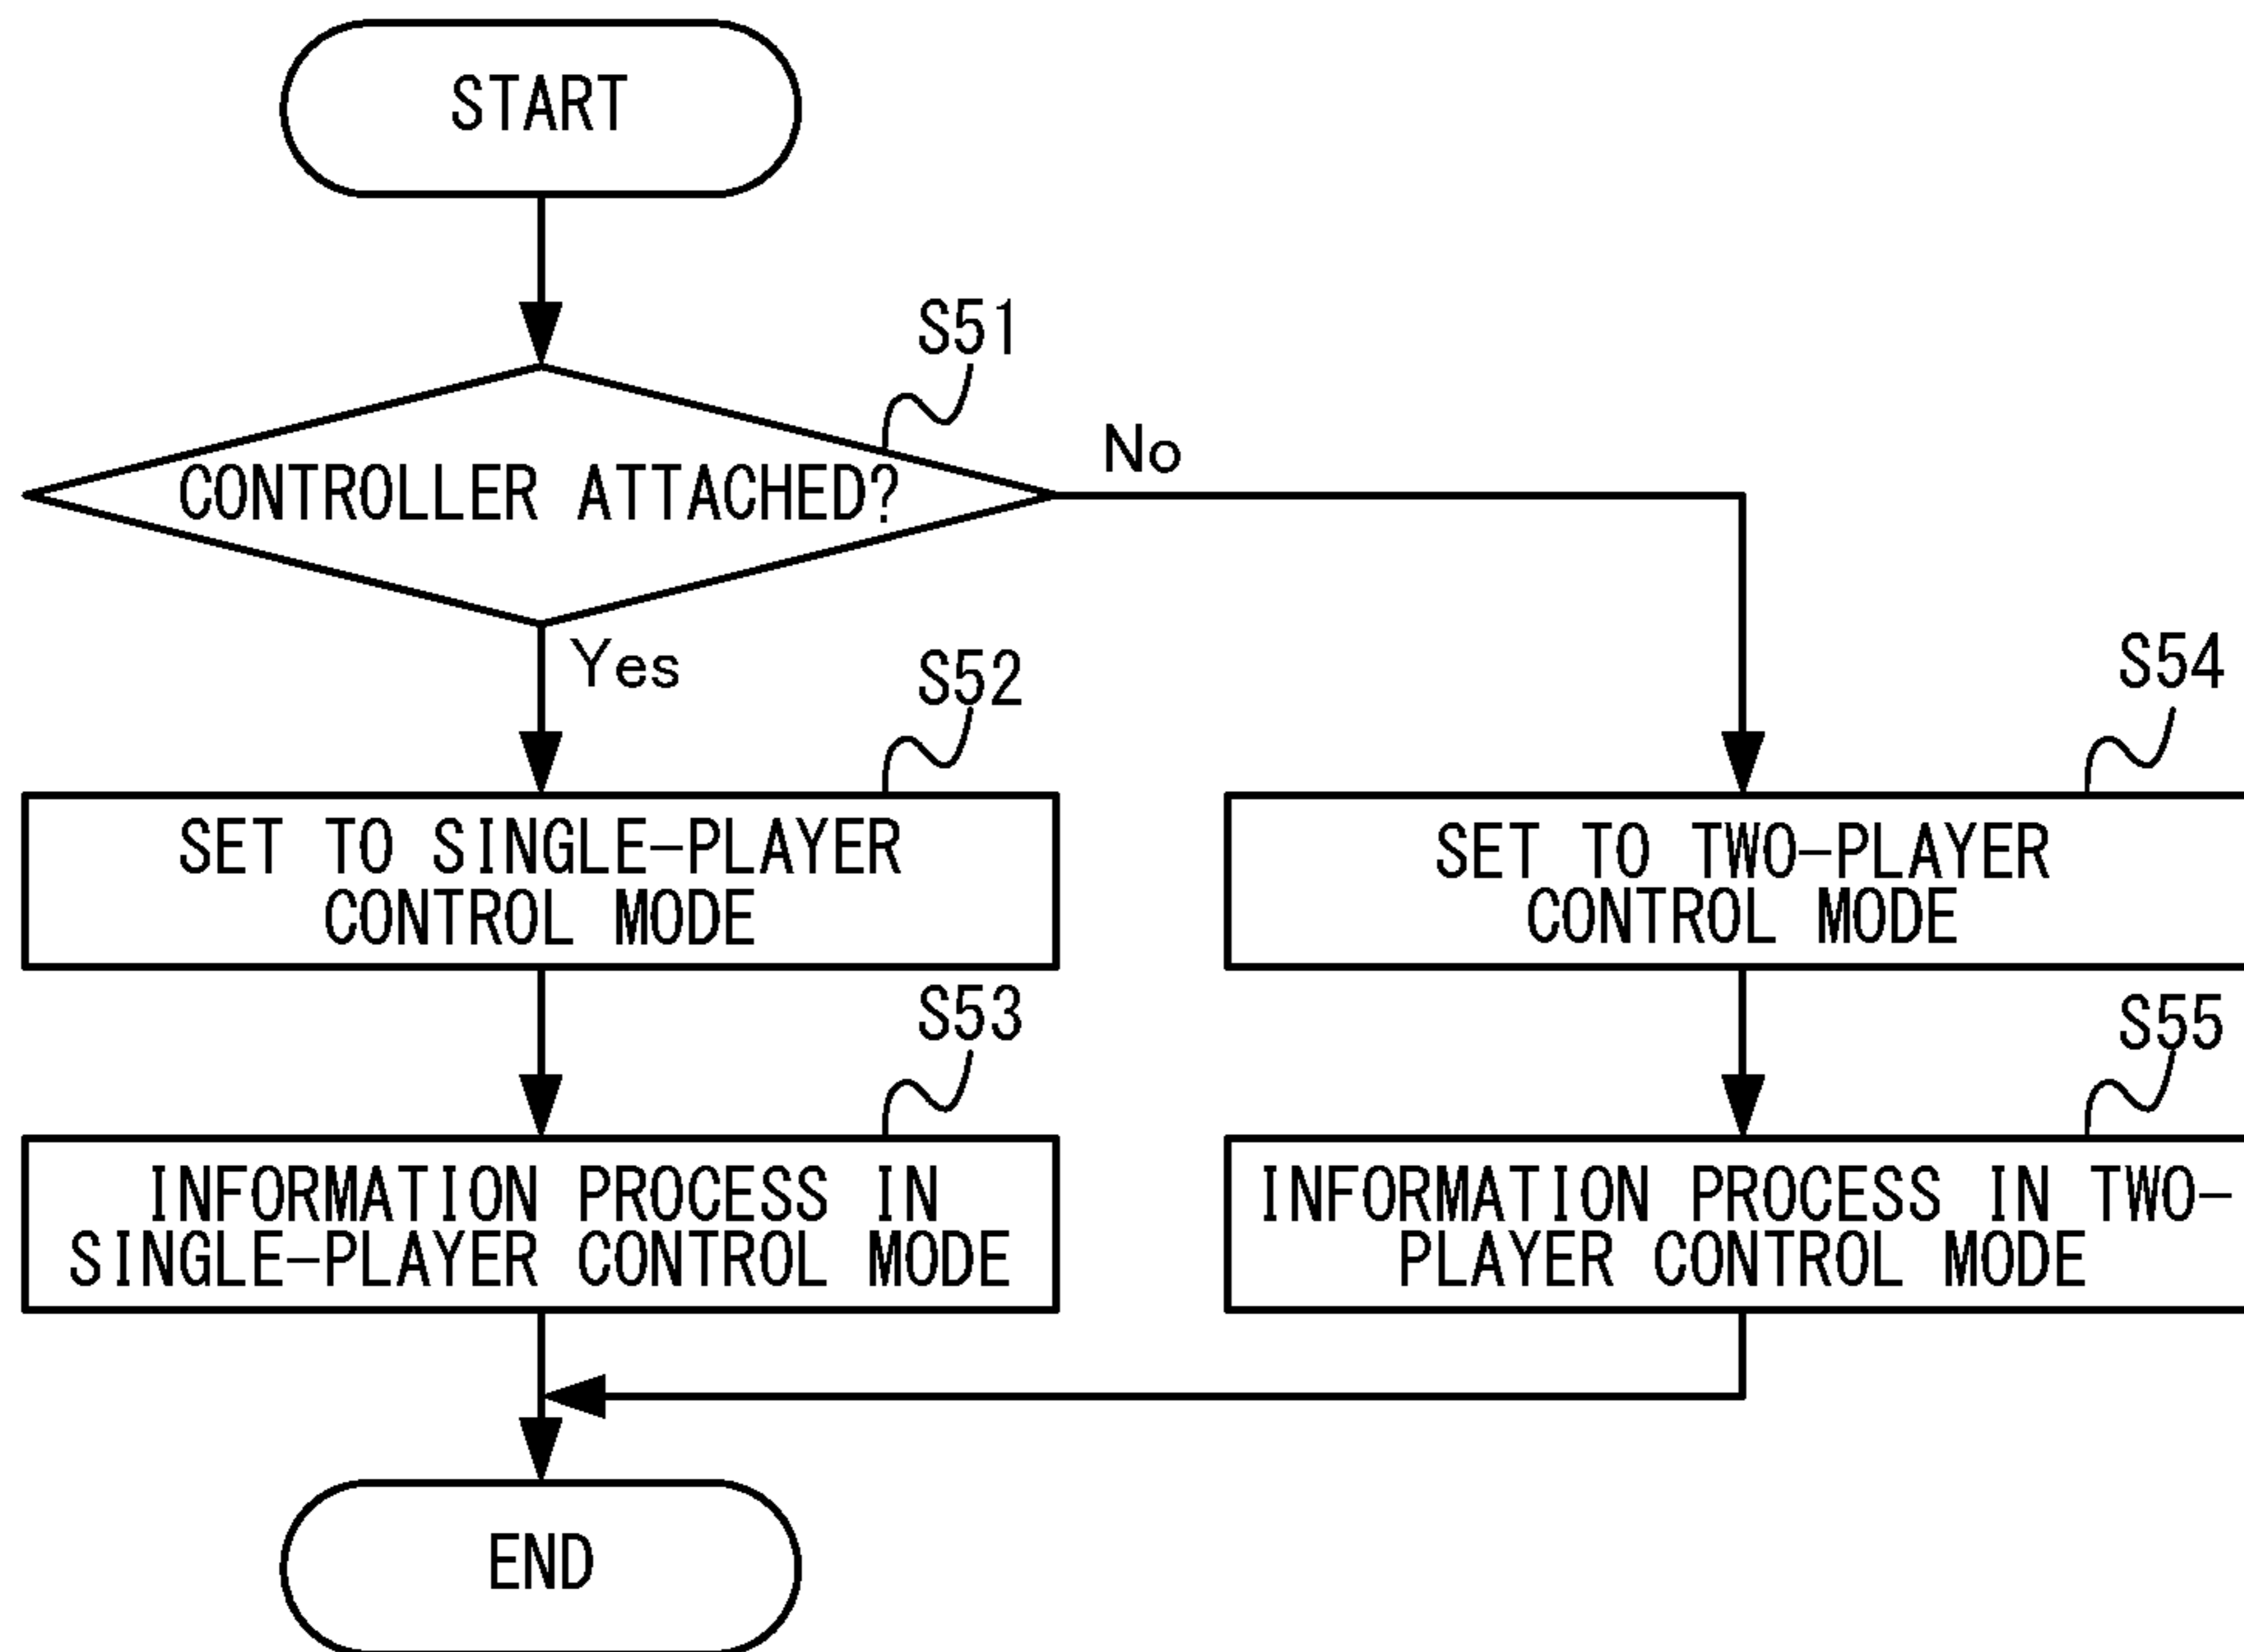 START
S51
CONTROLLER ATTACHED?
No
Yes
S52
S54
SET TO SINGLE-PLAYER
CONTROL MODE
SET TO TWO-PLAYER
CONTROL MODE
S53
S55
INFORMATION PROCESS IN
SINGLE-PLAYER CONTROL MODE
INFORMATION PROCESS IN TWO-
PLAYER CONTROL MODE
END